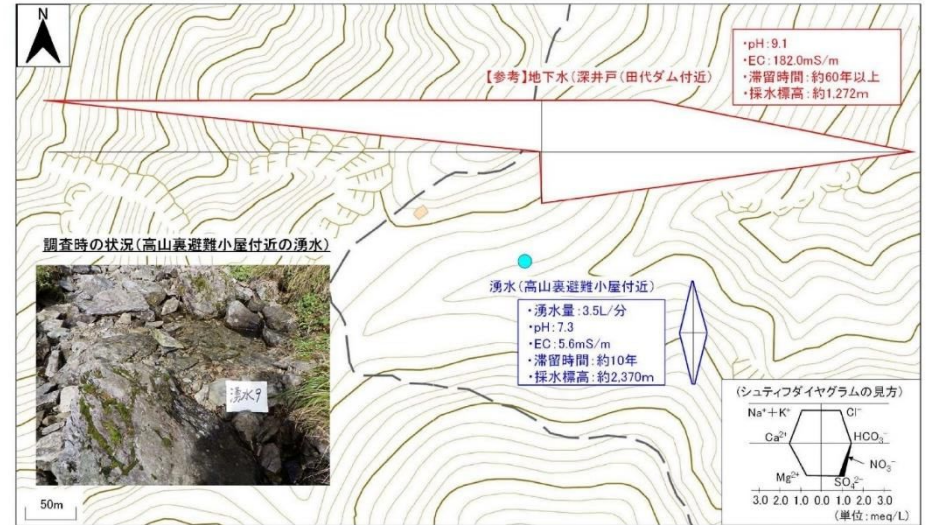 N
・pH:9.1
・EC:182.0mS/m
・滞留時間:約60年以上
・採水標高:約1,272m
【参考】地下水(深井戸(田代ダム付近)
調査時の状況(高山裏避難小屋付近の湧水)
湧水9
湧水(高山裏避難小屋付近)
・湧水量:3.5L/分
・pH:7.3
・EC:5.6mS/m
・滞留時間:約10年
・採水標高:約2,370m
(シュティフダイヤグラムの見方)
Na⁺+K⁺ Cl⁻
Ca²⁺ HCO₃⁻
NO₃⁻
Mg²⁺ SO₄²⁻
3.0 2.0 1.0 0.0 1.0 2.0 3.0
(単位:meq/L)
50m